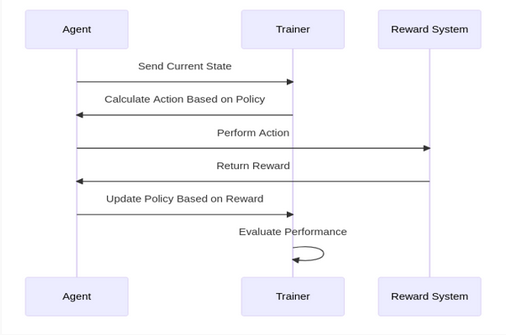 Agent
Trainer
Reward System
Send Current State
Calculate Action Based on Policy
Perform Action
Return Reward
Update Policy Based on Reward
Evaluate Performance
Agent
Trainer
Reward System